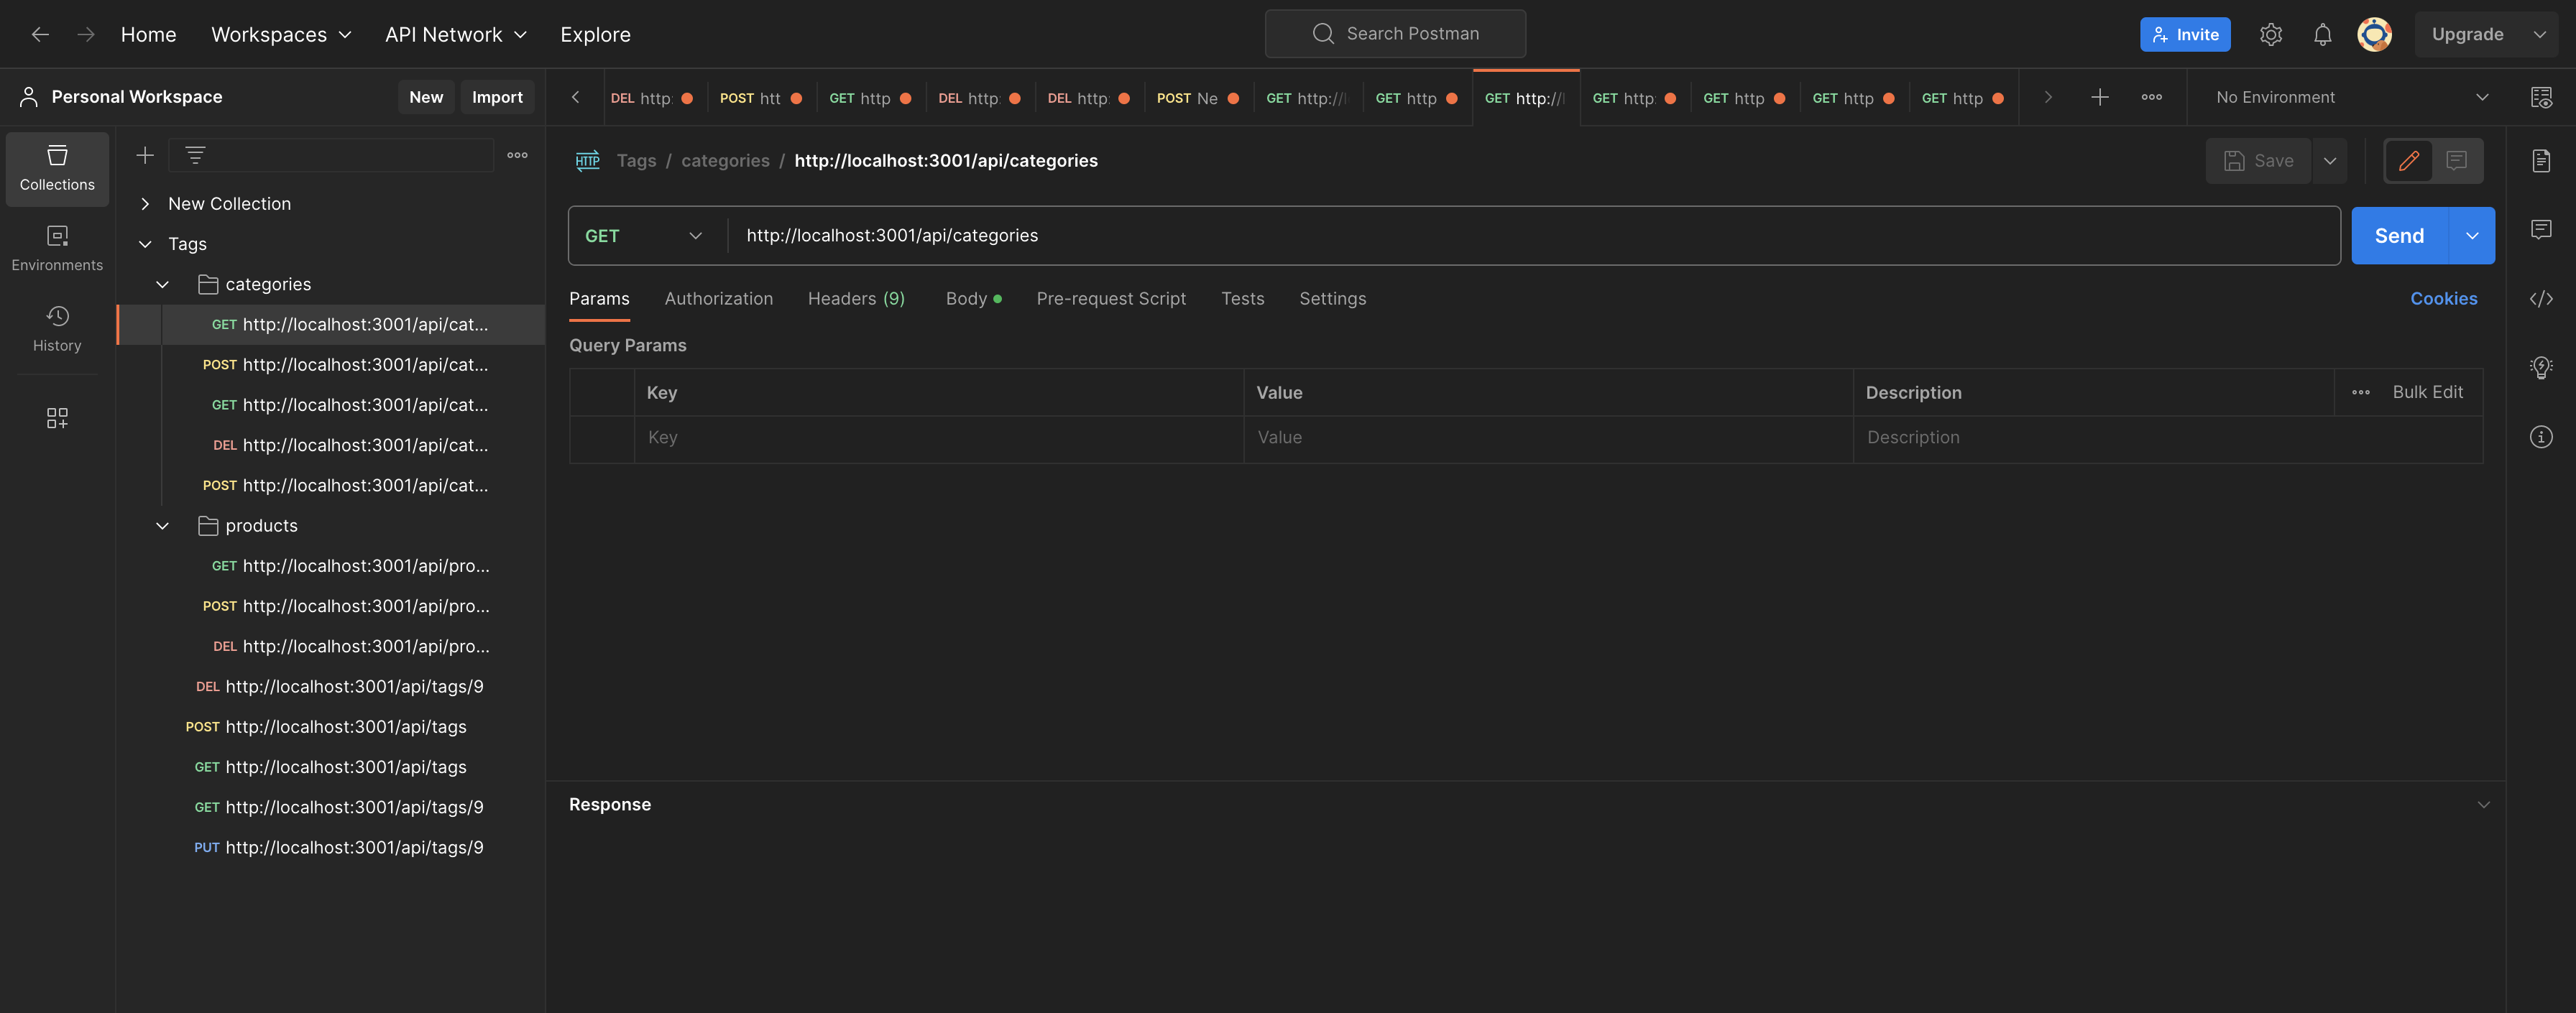 Home Workspaces API Network Explore Search Postman Invite Upgrade
Personal Workspace New Import
DEL http: POST htt GET http DEL http: DEL http: POST Ne GET http:// GET http GET http:// GET http: GET http GET http GET http No Environment
Collections
Environments
History
New Collection
Tags
categories
GET http://localhost:3001/api/cat...
POST http://localhost:3001/api/cat...
GET http://localhost:3001/api/cat...
DEL http://localhost:3001/api/cat...
POST http://localhost:3001/api/cat...
products
GET http://localhost:3001/api/pro...
POST http://localhost:3001/api/pro...
DEL http://localhost:3001/api/pro...
DEL http://localhost:3001/api/tags/9
POST http://localhost:3001/api/tags
GET http://localhost:3001/api/tags
GET http://localhost:3001/api/tags/9
PUT http://localhost:3001/api/tags/9
HTTP Tags / categories / http://localhost:3001/api/categories Save
GET http://localhost:3001/api/categories Send
Params Authorization Headers (9) Body Pre-request Script Tests Settings Cookies
Query Params
Key Value Description Bulk Edit
Key Value Description
Response